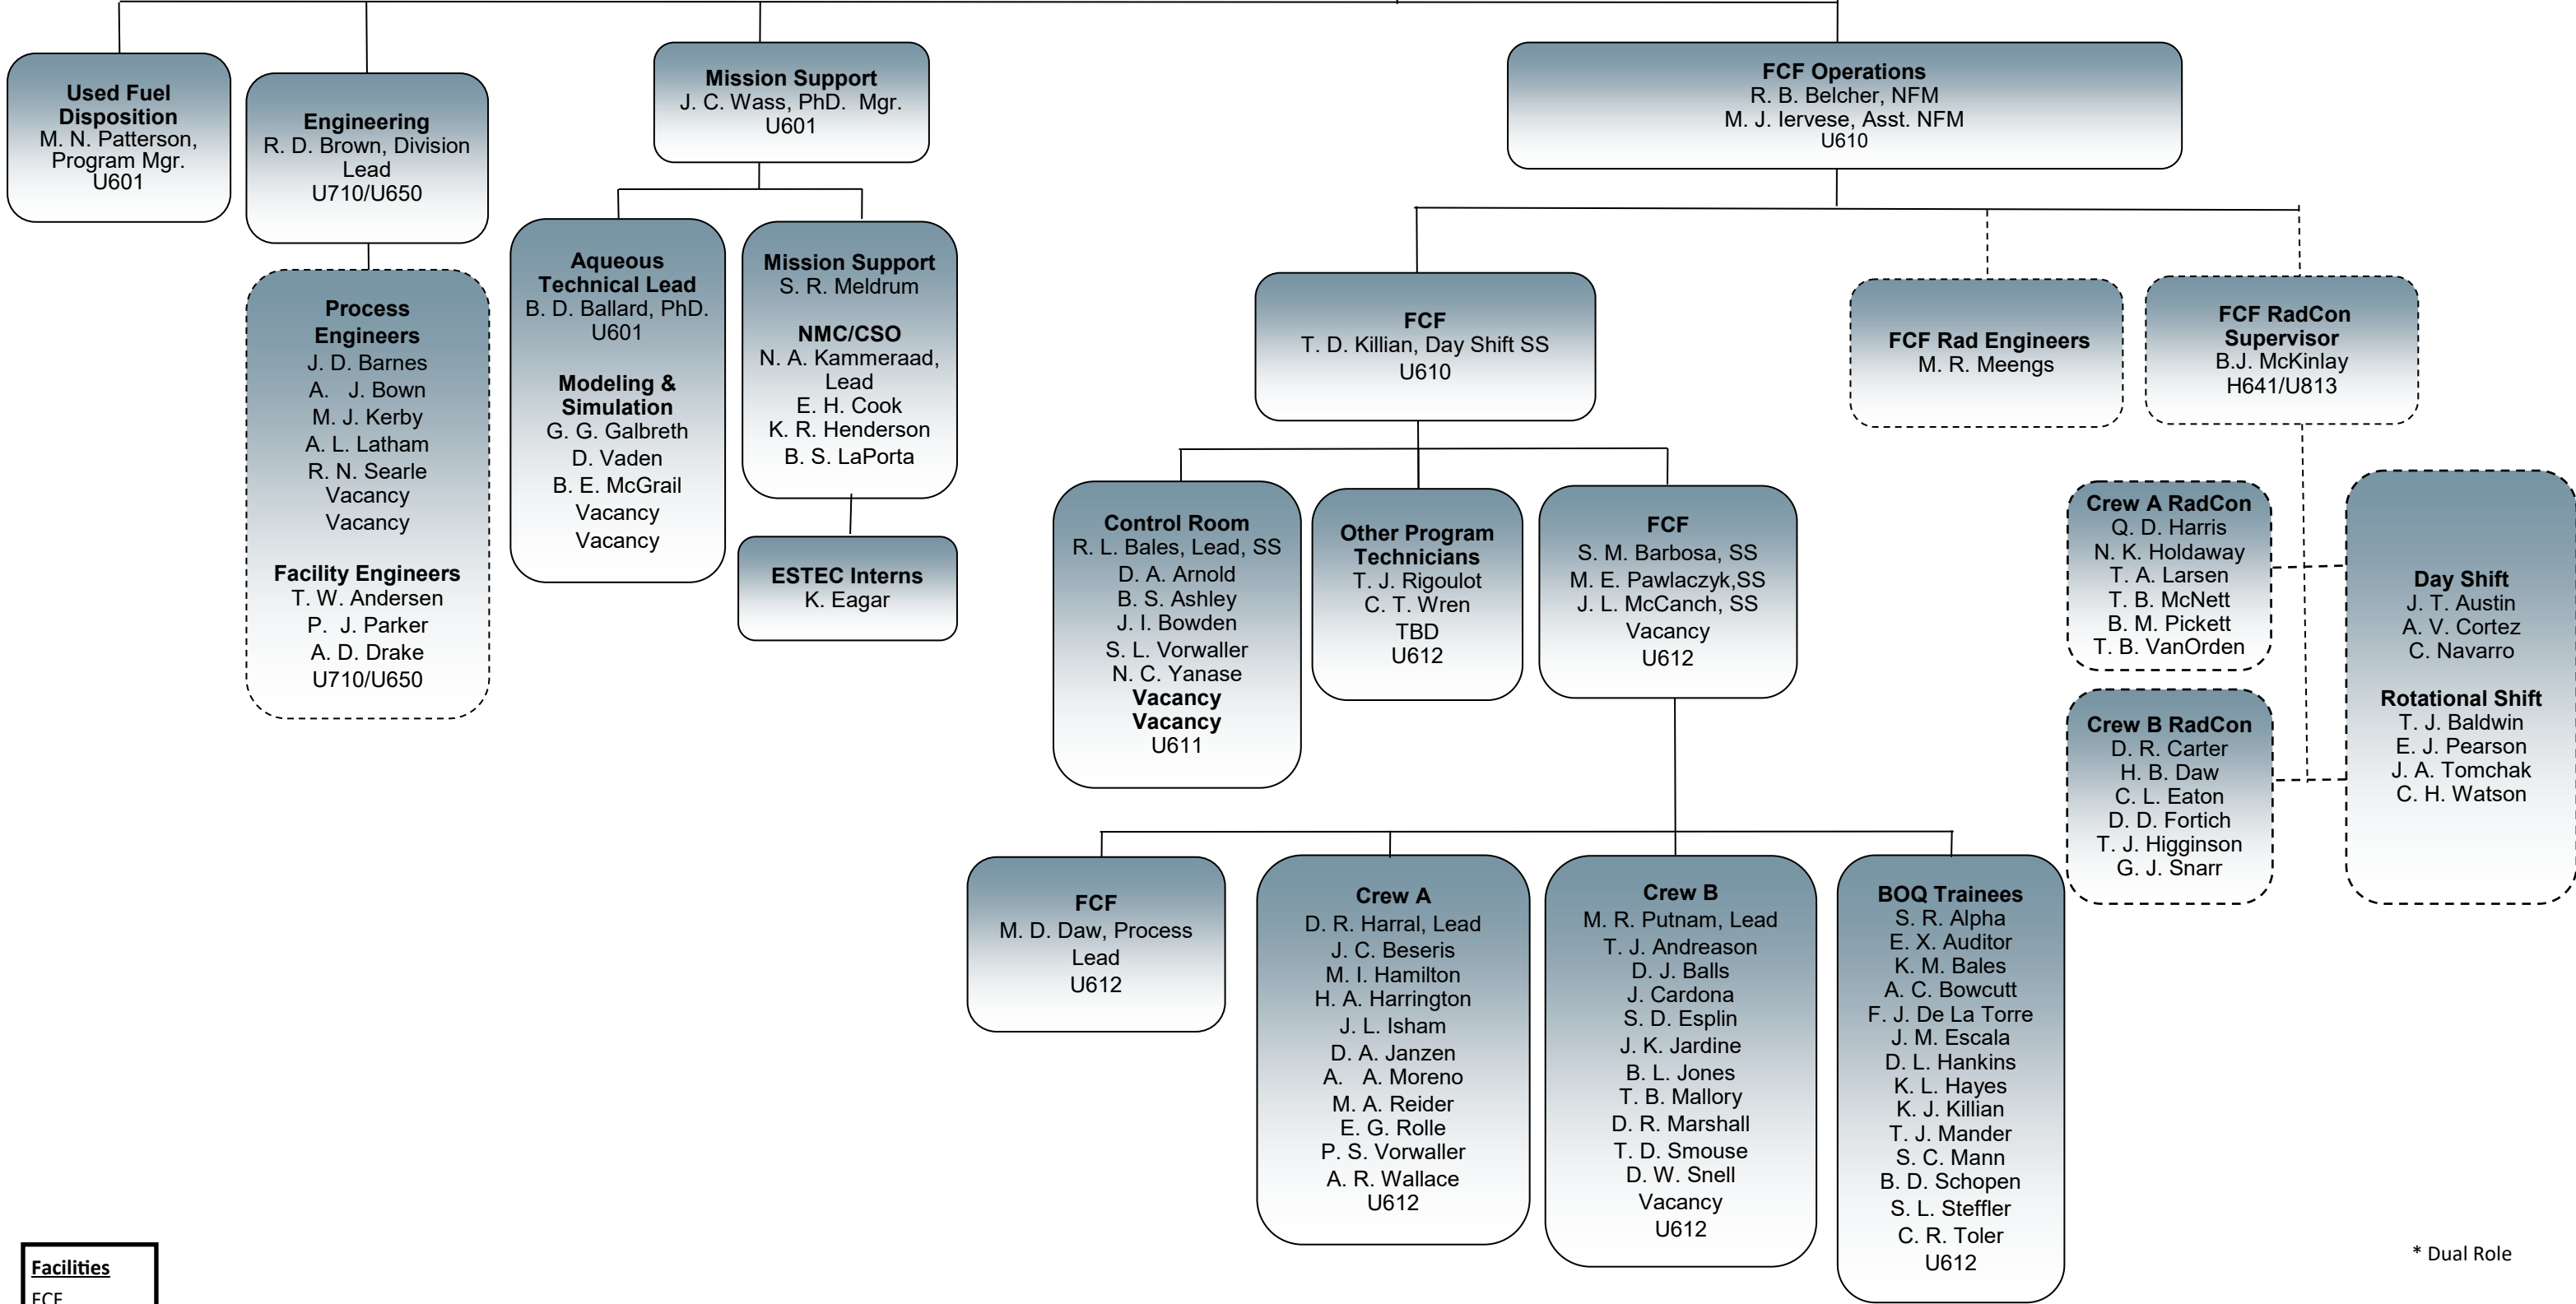 Used Fuel
Disposition
M. N. Patterson,
Program Mgr.
U601
Engineering
R. D. Brown, Division
Lead
U710/U650
Process
Engineers
J. D. Barnes
A. J. Bown
M. J. Kerby
A. L. Latham
R. N. Searle
Vacancy
Vacancy
Facility Engineers
T. W. Andersen
P. J. Parker
A. D. Drake
U710/U650
Mission Support
J. C. Wass, PhD. Mgr.
U601
Aqueous
Technical Lead
B. D. Ballard, PhD.
U601
Modeling &
Simulation
G. G. Galbreth
D. Vaden
B. E. McGrail
Vacancy
Vacancy
Mission Support
S. R. Meldrum
NMC/CSO
N. A. Kammeraad,
Lead
E. H. Cook
K. R. Henderson
B. S. LaPorta
ESTEC Interns
K. Eagar
FCF Operations
R. B. Belcher, NFM
M. J. Iervese, Asst. NFM
U610
FCF
T. D. Killian, Day Shift SS
U610
FCF Rad Engineers
M. R. Meengs
FCF RadCon
Supervisor
B.J. McKinlay
H641/U813
Control Room
R. L. Bales, Lead, SS
D. A. Arnold
B. S. Ashley
J. I. Bowden
S. L. Vorwaller
N. C. Yanase
Vacancy
Vacancy
U611
Other Program
Technicians
T. J. Rigoulot
C. T. Wren
TBD
U612
FCF
S. M. Barbosa, SS
M. E. Pawlaczyk,SS
J. L. McCanch, SS
Vacancy
U612
Crew A RadCon
Q. D. Harris
N. K. Holdaway
T. A. Larsen
T. B. McNett
B. M. Pickett
T. B. VanOrden
Crew B RadCon
D. R. Carter
H. B. Daw
C. L. Eaton
D. D. Fortich
T. J. Higginson
G. J. Snarr
Day Shift
J. T. Austin
A. V. Cortez
C. Navarro
Rotational Shift
T. J. Baldwin
E. J. Pearson
J. A. Tomchak
C. H. Watson
FCF
M. D. Daw, Process
Lead
U612
Crew A
D. R. Harral, Lead
J. C. Beseris
M. I. Hamilton
H. A. Harrington
J. L. Isham
D. A. Janzen
A. A. Moreno
M. A. Reider
E. G. Rolle
P. S. Vorwaller
A. R. Wallace
U612
Crew B
M. R. Putnam, Lead
T. J. Andreason
D. J. Balls
J. Cardona
S. D. Esplin
J. K. Jardine
B. L. Jones
T. B. Mallory
D. R. Marshall
T. D. Smouse
D. W. Snell
Vacancy
U612
BOQ Trainees
S. R. Alpha
E. X. Auditor
K. M. Bales
A. C. Bowcutt
F. J. De La Torre
J. M. Escala
D. L. Hankins
K. L. Hayes
K. J. Killian
T. J. Mander
S. C. Mann
B. D. Schopen
S. L. Steffler
C. R. Toler
U612
Facilities
FCF
* Dual Role